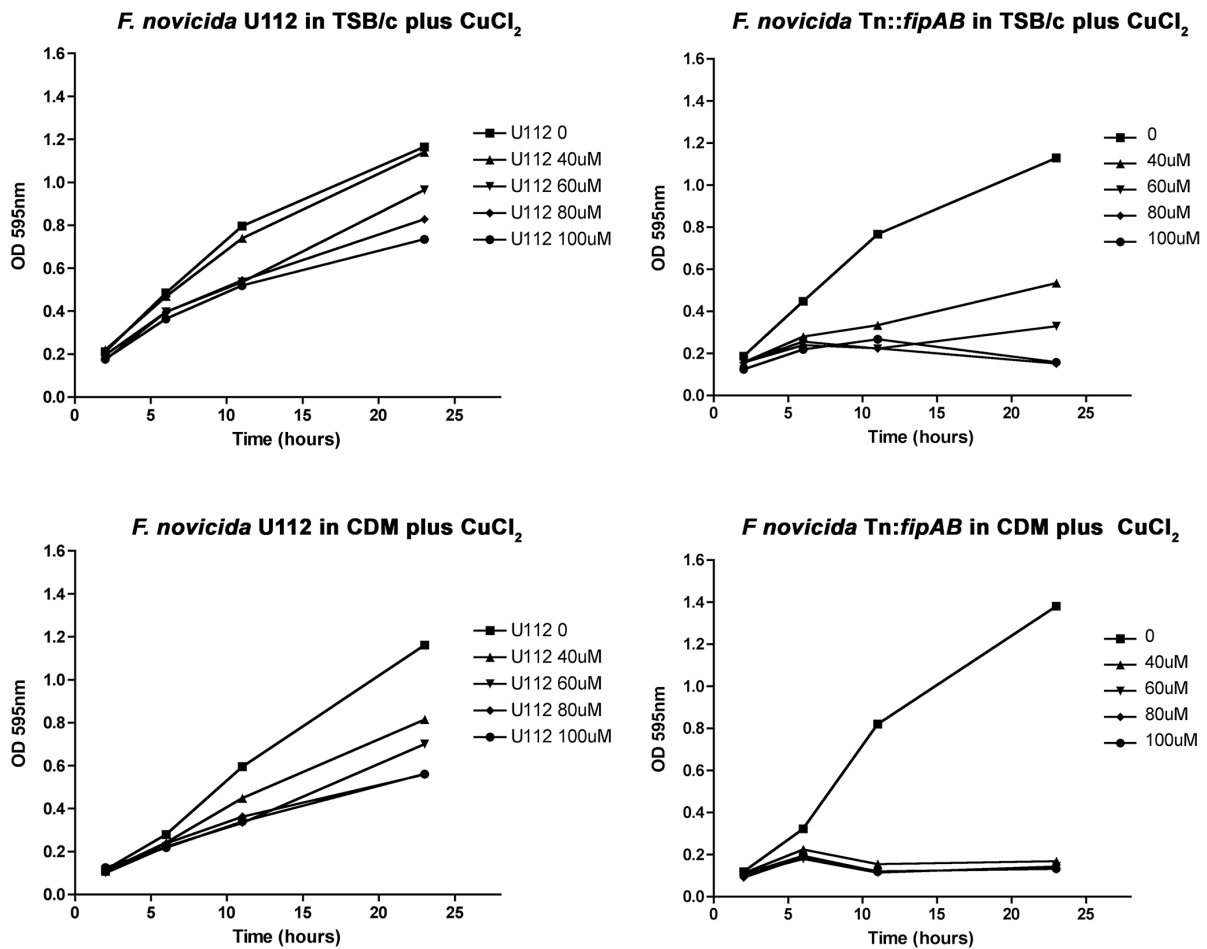 F. novicida U112 in TSB/c plus CuCl2
OD 595nm
1.6
1.4
1.2
1.0
0.8
0.6
0.4
0.2
0.0
0 5 10 15 20 25
Time (hours)
U112 0
U112 40uM
U112 60uM
U112 80uM
U112 100uM
F. novicida Tn::fipAB in TSB/c plus CuCl2
OD 595nm
1.6
1.4
1.2
1.0
0.8
0.6
0.4
0.2
0.0
0 5 10 15 20 25
Time (hours)
0
40uM
60uM
80uM
100uM
F. novicida U112 in CDM plus CuCl2
OD 595nm
1.6
1.4
1.2
1.0
0.8
0.6
0.4
0.2
0.0
0 5 10 15 20 25
Time (hours)
U112 0
U112 40uM
U112 60uM
U112 80uM
U112 100uM
F novicida Tn:fipAB in CDM plus CuCl2
OD 595nm
1.6
1.4
1.2
1.0
0.8
0.6
0.4
0.2
0.0
0 5 10 15 20 25
Time (hours)
0
40uM
60uM
80uM
100uM